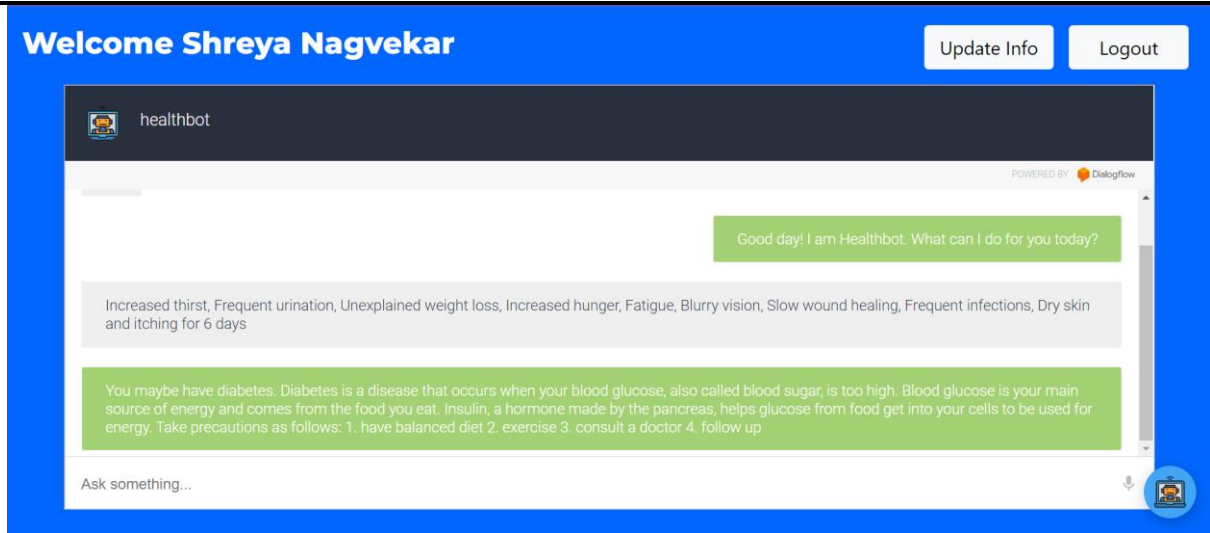 Welcome Shreya Nagvekar
Update Info
Logout
healthbot
POWERED BY Dialogflow
Good day! I am Healthbot. What can I do for you today?
Increased thirst, Frequent urination, Unexplained weight loss, Increased hunger, Fatigue, Blurry vision, Slow wound healing, Frequent infections, Dry skin
and itching for 6 days
You maybe have diabetes. Diabetes is a disease that occurs when your blood glucose, also called blood sugar, is too high. Blood glucose is your main
source of energy and comes from the food you eat. Insulin, a hormone made by the pancreas, helps glucose from food get into your cells to be used for
energy. Take precautions as follows: 1. have balanced diet 2. exercise 3. consult a doctor 4. follow up
Ask something...